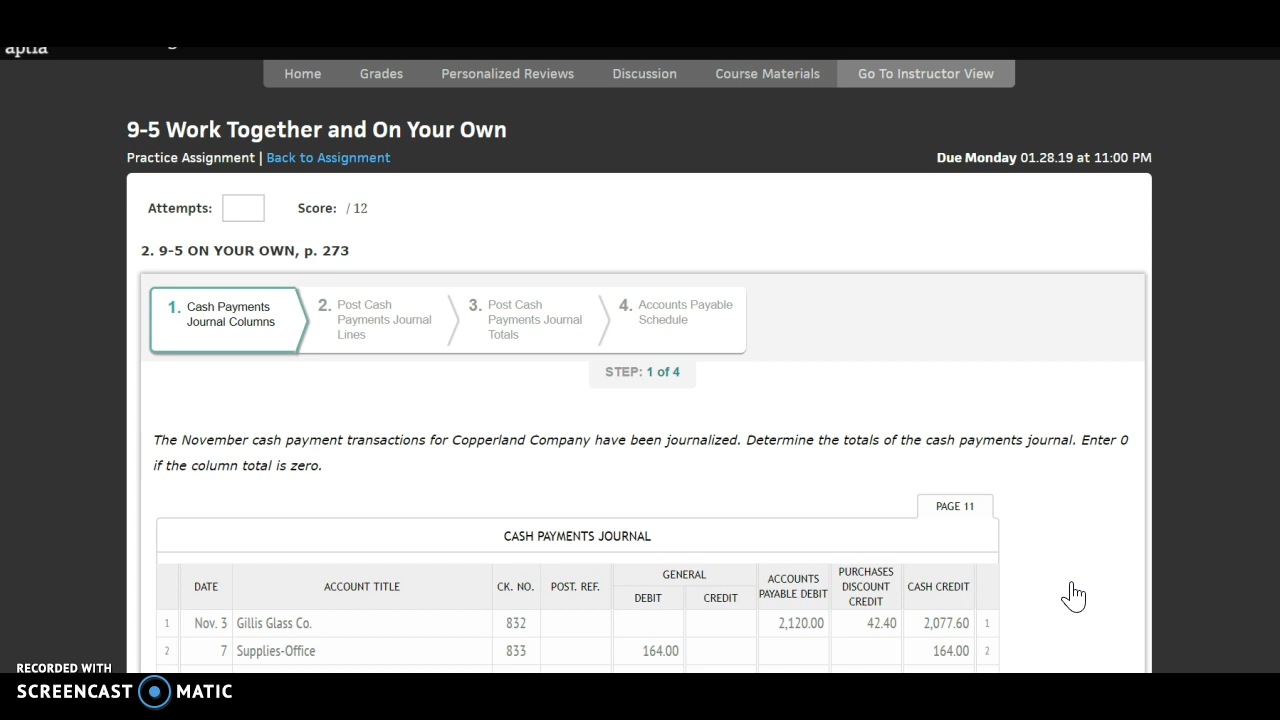 aplia
Home Grades Personalized Reviews Discussion Course Materials Go To Instructor View
9-5 Work Together and On Your Own
Practice Assignment | Back to Assignment Due Monday 01.28.19 at 11:00 PM
Attempts: Score: / 12
2. 9-5 ON YOUR OWN, p. 273
1. Cash Payments Journal Columns
2. Post Cash Payments Journal Lines
3. Post Cash Payments Journal Totals
4. Accounts Payable Schedule
STEP: 1 of 4
The November cash payment transactions for Copperland Company have been journalized. Determine the totals of the cash payments journal. Enter 0
if the column total is zero.
PAGE 11
CASH PAYMENTS JOURNAL
DATE ACCOUNT TITLE CK. NO. POST. REF. GENERAL DEBIT CREDIT ACCOUNTS PAYABLE DEBIT PURCHASES DISCOUNT CREDIT CASH CREDIT
1 Nov. 3 Gillis Glass Co. 832 2,120.00 42.40 2,077.60 1
2 7 Supplies-Office 833 164.00 164.00 2
RECORDED WITH
SCREENCAST MATIC